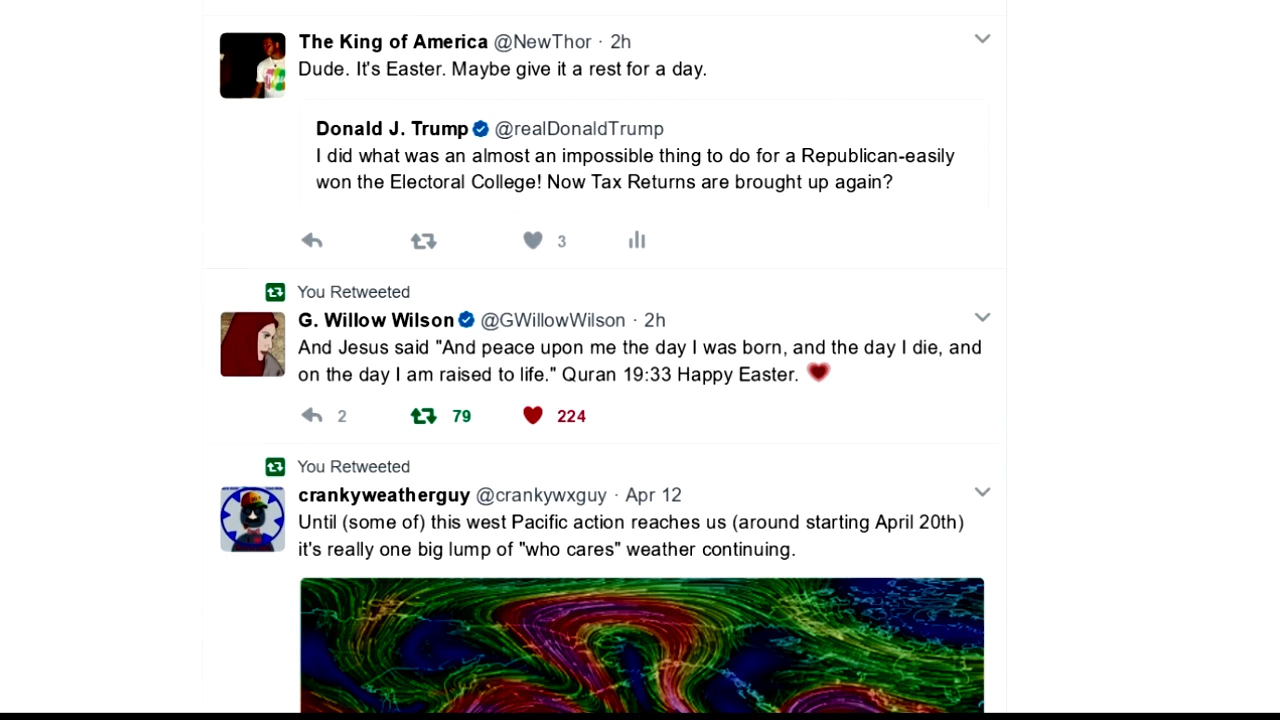 The King of America @NewThor · 2h
Dude. It's Easter. Maybe give it a rest for a day.
Donald J. Trump @realDonaldTrump
I did what was an almost an impossible thing to do for a Republican-easily
won the Electoral College! Now Tax Returns are brought up again?
3
You Retweeted
G. Willow Wilson @GWillowWilson · 2h
And Jesus said "And peace upon me the day I was born, and the day I die, and
on the day I am raised to life." Quran 19:33 Happy Easter.
2 79 224
You Retweeted
crankyweatherguy @crankywxguy · Apr 12
Until (some of) this west Pacific action reaches us (around starting April 20th)
it's really one big lump of "who cares" weather continuing.